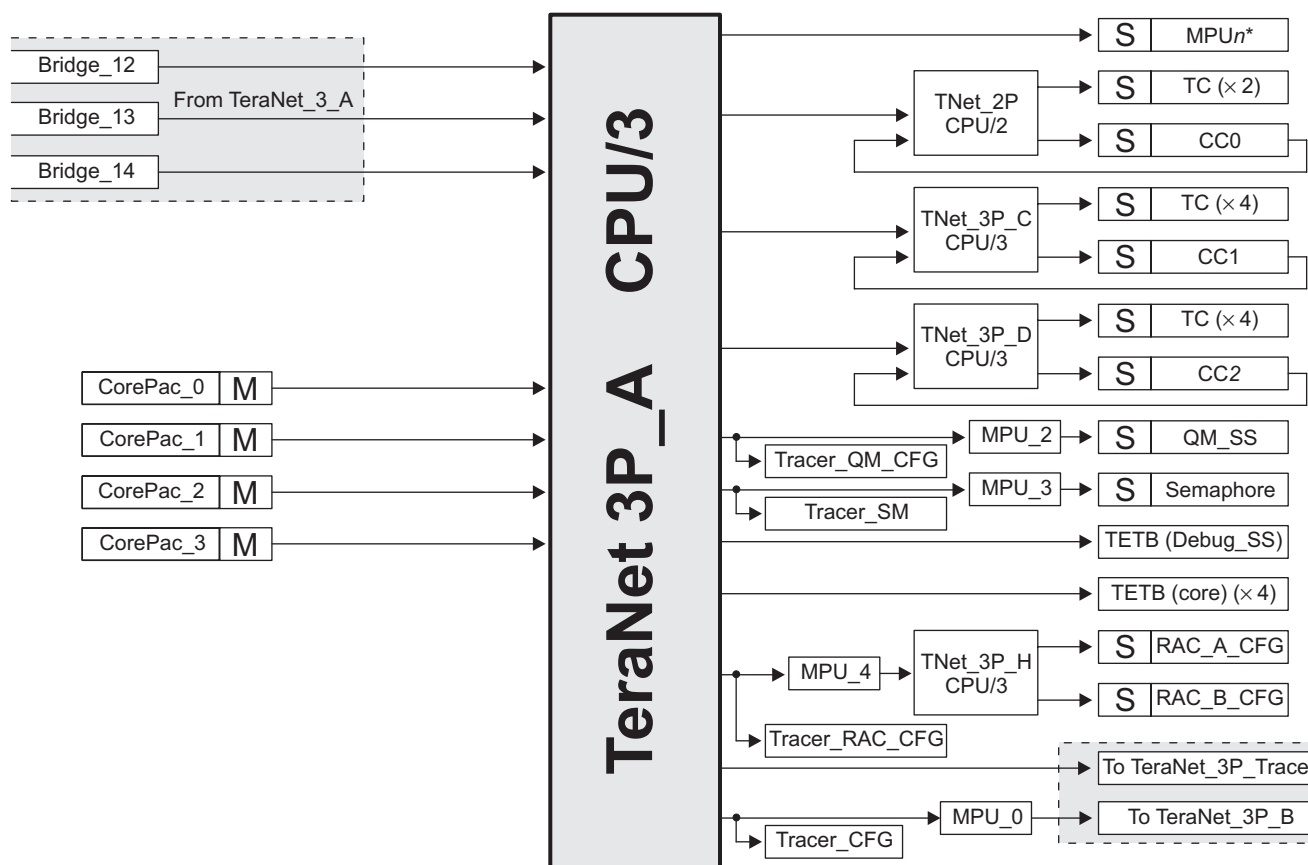 Bridge_12
From TeraNet_3_A
Bridge_13
Bridge_14
CorePac_0 M
CorePac_1 M
CorePac_2 M
CorePac_3 M
TeraNet 3P_A CPU/3
S MPUn*
TNet_2P
CPU/2
S TC (× 2)
S CC0
TNet_3P_C
CPU/3
S TC (× 4)
S CC1
TNet_3P_D
CPU/3
S TC (× 4)
S CC2
MPU_2 S QM_SS
Tracer_QM_CFG
MPU_3 S Semaphore
Tracer_SM
TETB (Debug_SS)
TETB (core) (× 4)
MPU_4
TNet_3P_H
CPU/3
S RAC_A_CFG
S RAC_B_CFG
Tracer_RAC_CFG
To TeraNet_3P_Trace
MPU_0 To TeraNet_3P_B
Tracer_CFG